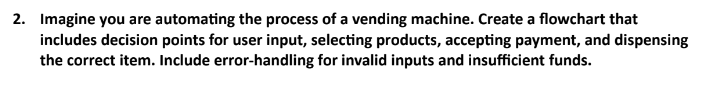 2. Imagine you are automating the process of a vending machine. Create a flowchart that
includes decision points for user input, selecting products, accepting payment, and dispensing
the correct item. Include error-handling for invalid inputs and insufficient funds.